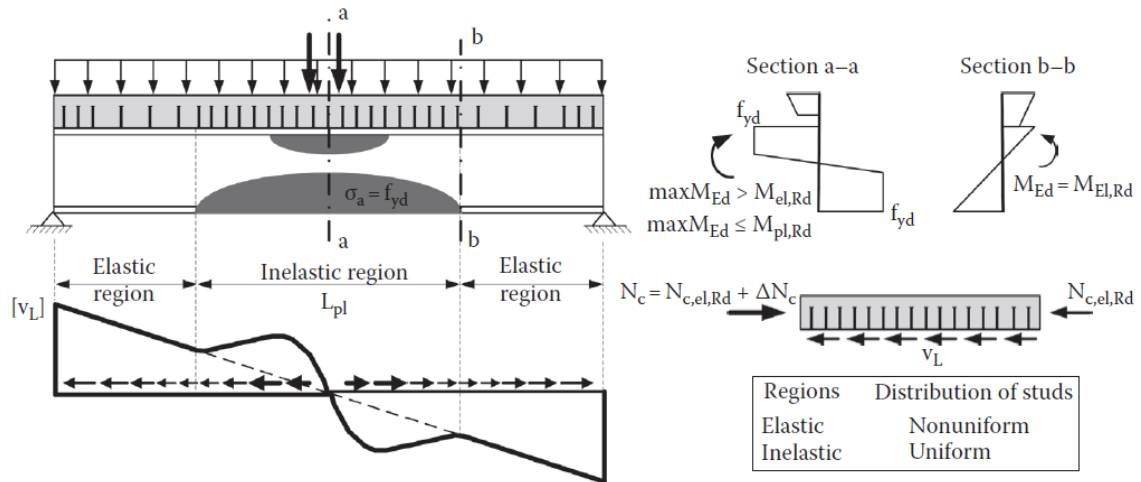 a
b
σₐ = f_yd
a
b
Elastic region
Inelastic region
L_pl
Elastic region
[v_L]
Section a–a
Section b–b
f_yd
f_yd
maxM_Ed > M_el,Rd
maxM_Ed ≤ M_pl,Rd
M_Ed = M_El,Rd
N_c = N_c,el,Rd + ΔN_c
N_c,el,Rd
v_L
Regions Distribution of studs
Elastic Nonuniform
Inelastic Uniform